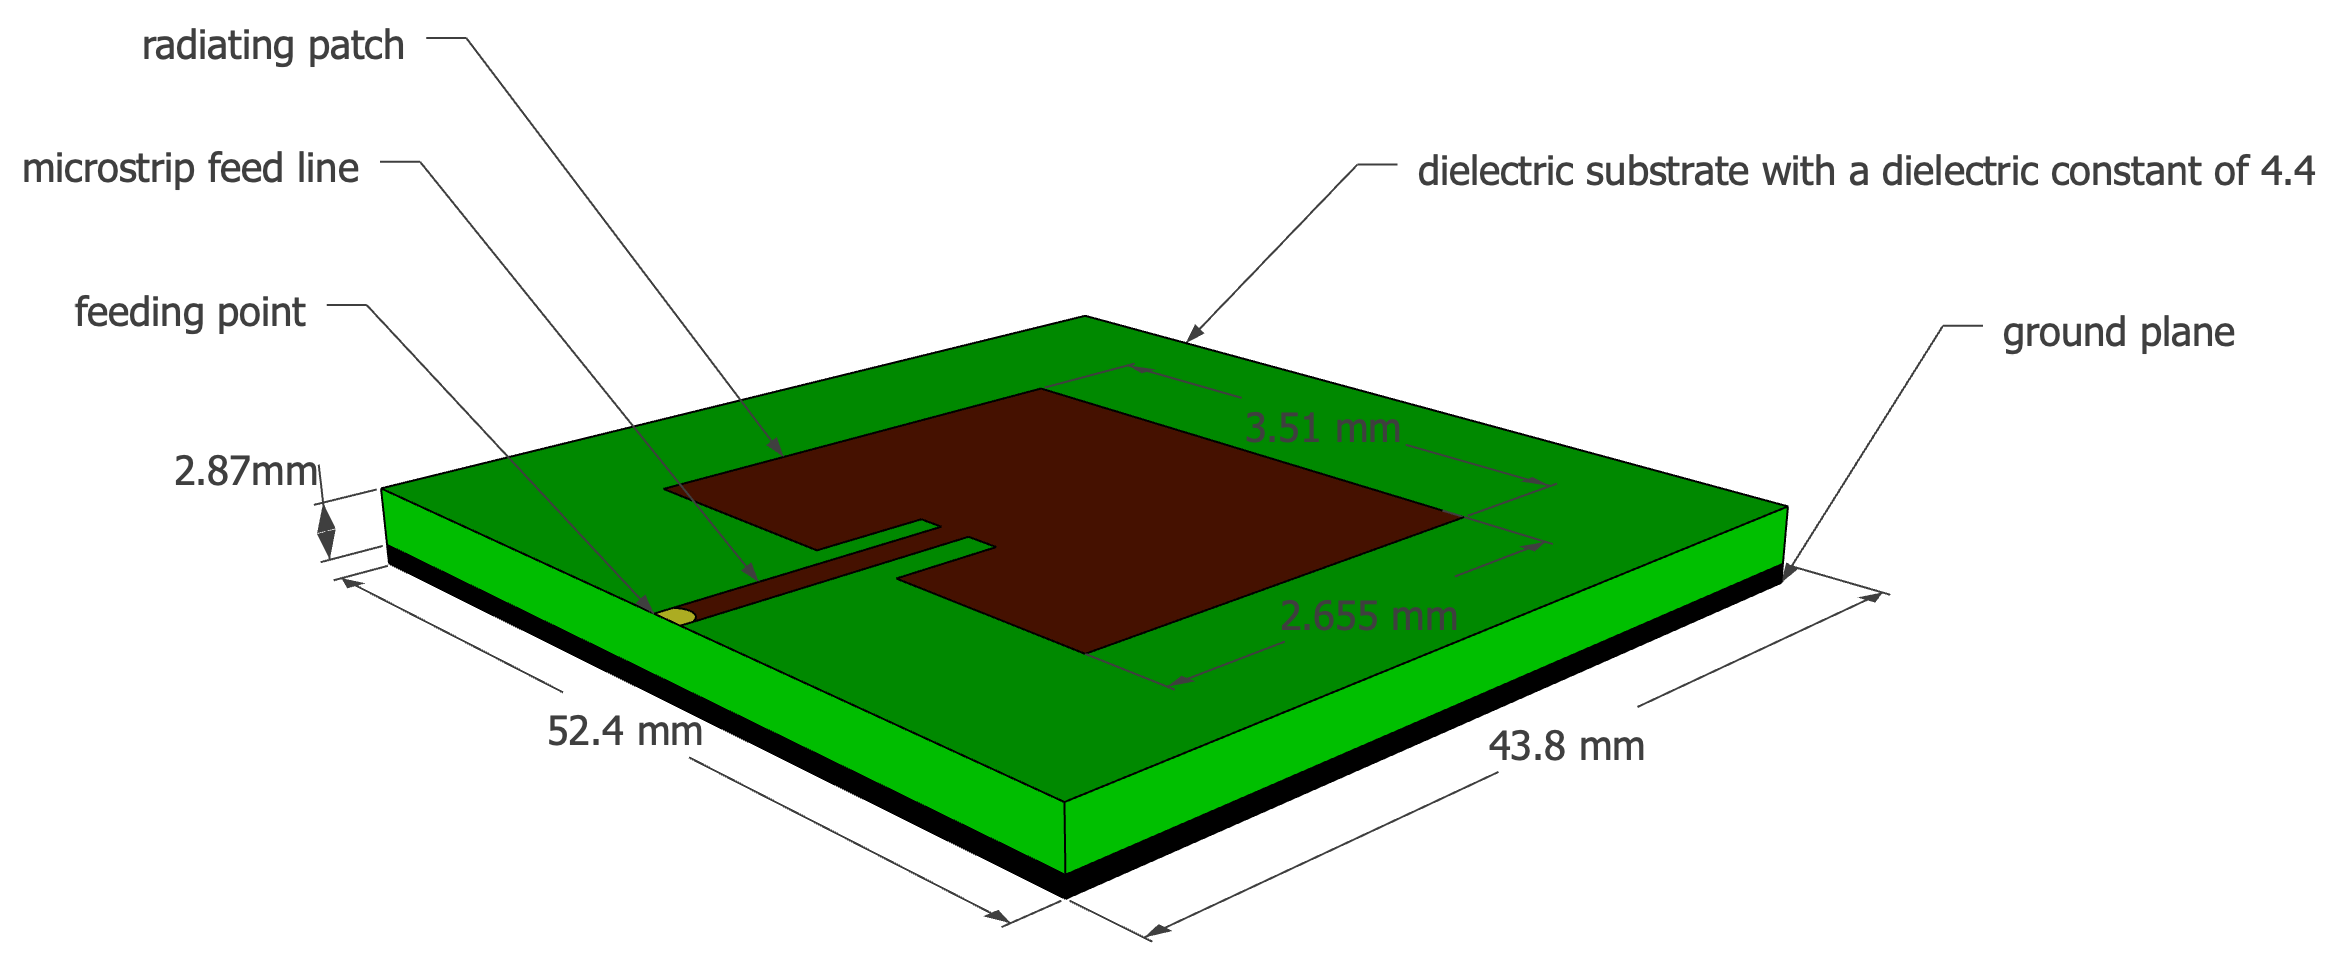 radiating patch
microstrip feed line
dielectric substrate with a dielectric constant of 4.4
feeding point
ground plane
3.51 mm
2.87mm
2.655 mm
52.4 mm
43.8 mm